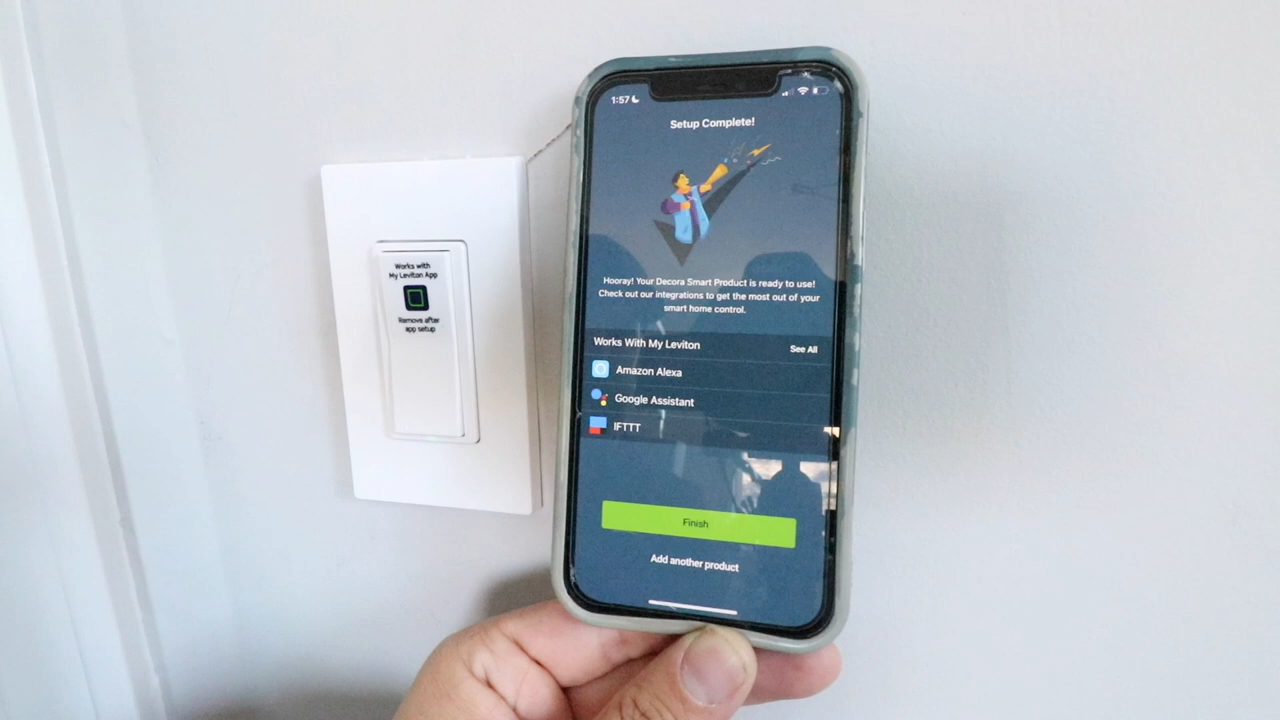 Works with
My Leviton App
Remove after
app setup
1:57
Setup Complete!
Hooray! Your Decora Smart Product is ready to use!
Check out our integrations to get the most out of your
smart home control.
Works With My Leviton
See All
Amazon Alexa
Google Assistant
IFTTT
Finish
Add another product